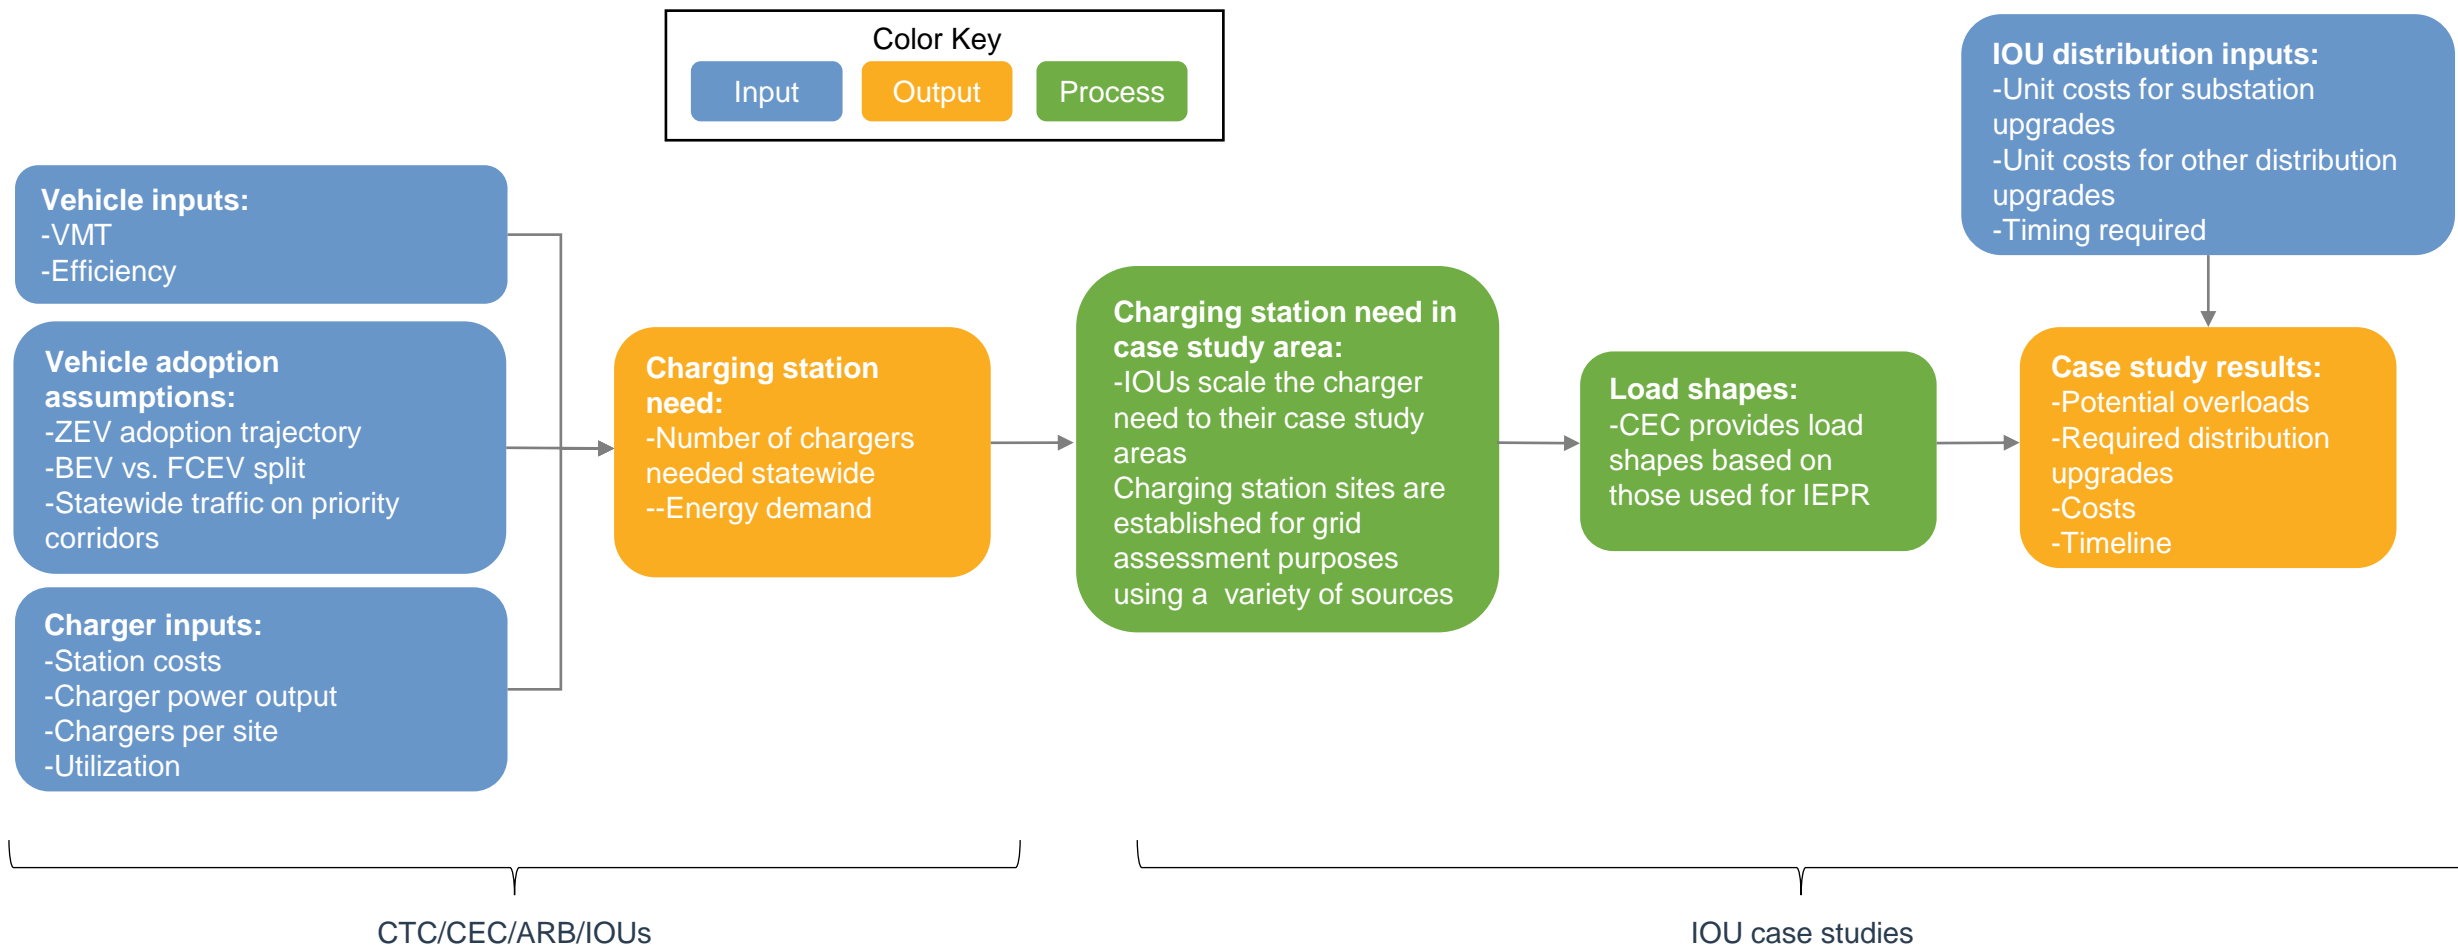 Color Key
Input
Output
Process
IOU distribution inputs:
-Unit costs for substation
upgrades
-Unit costs for other distribution
upgrades
-Timing required
Vehicle inputs:
-VMT
-Efficiency
Vehicle adoption
assumptions:
-ZEV adoption trajectory
-BEV vs. FCEV split
-Statewide traffic on priority
corridors
Charger inputs:
-Station costs
-Charger power output
-Chargers per site
-Utilization
Charging station
need:
-Number of chargers
needed statewide
--Energy demand
Charging station need in
case study area:
-IOUs scale the charger
need to their case study
areas
Charging station sites are
established for grid
assessment purposes
using a  variety of sources
Load shapes:
-CEC provides load
shapes based on
those used for IEPR
Case study results:
-Potential overloads
-Required distribution
upgrades
-Costs
-Timeline
CTC/CEC/ARB/IOUs
IOU case studies